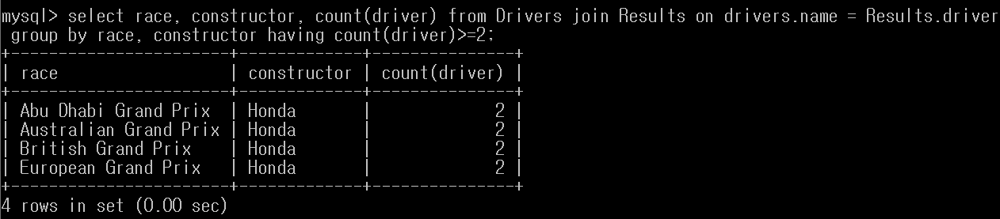 mysql> select race, constructor, count(driver) from Drivers join Results on drivers.name = Results.driver
 group by race, constructor having count(driver)>=2;
+-----------------------+-------------+---------------+
| race                  | constructor | count(driver) |
+-----------------------+-------------+---------------+
| Abu Dhabi Grand Prix  | Honda       |             2 |
| Australian Grand Prix | Honda       |             2 |
| British Grand Prix    | Honda       |             2 |
| European Grand Prix   | Honda       |             2 |
+-----------------------+-------------+---------------+
4 rows in set (0.00 sec)